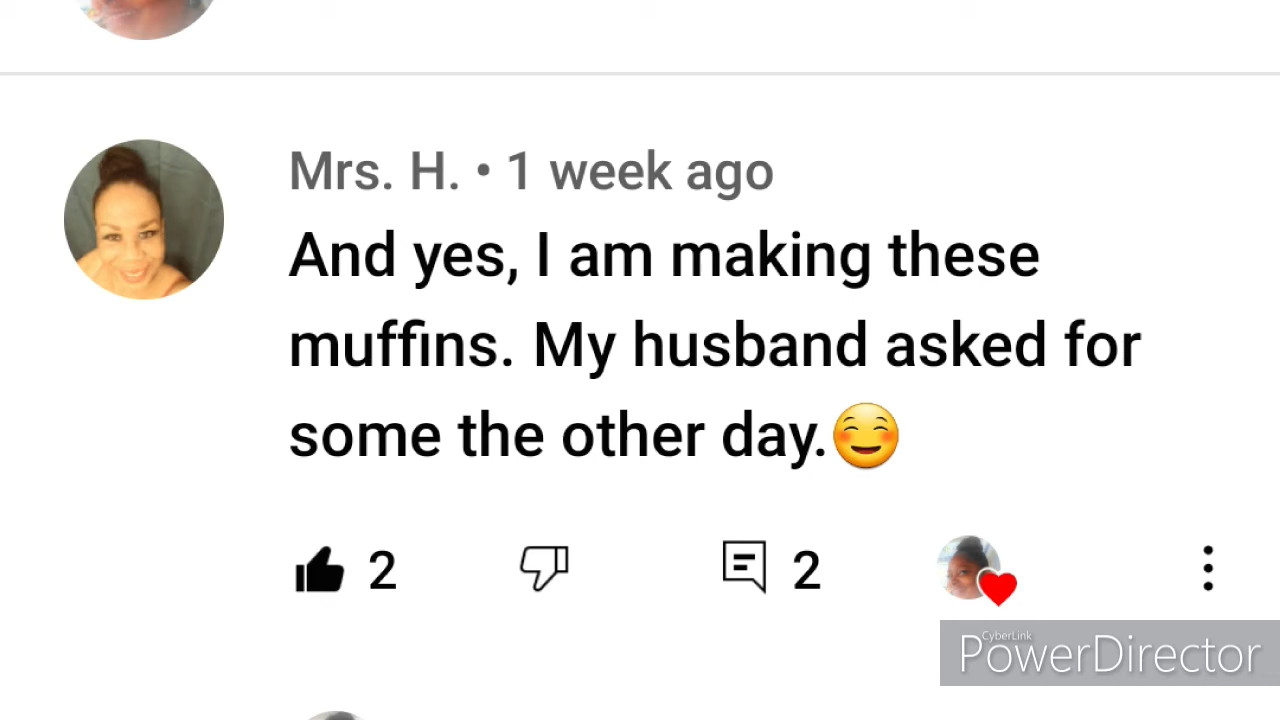 Mrs. H. • 1 week ago
And yes, I am making these
muffins. My husband asked for
some the other day.😊
2 2
CyberLink
PowerDirector